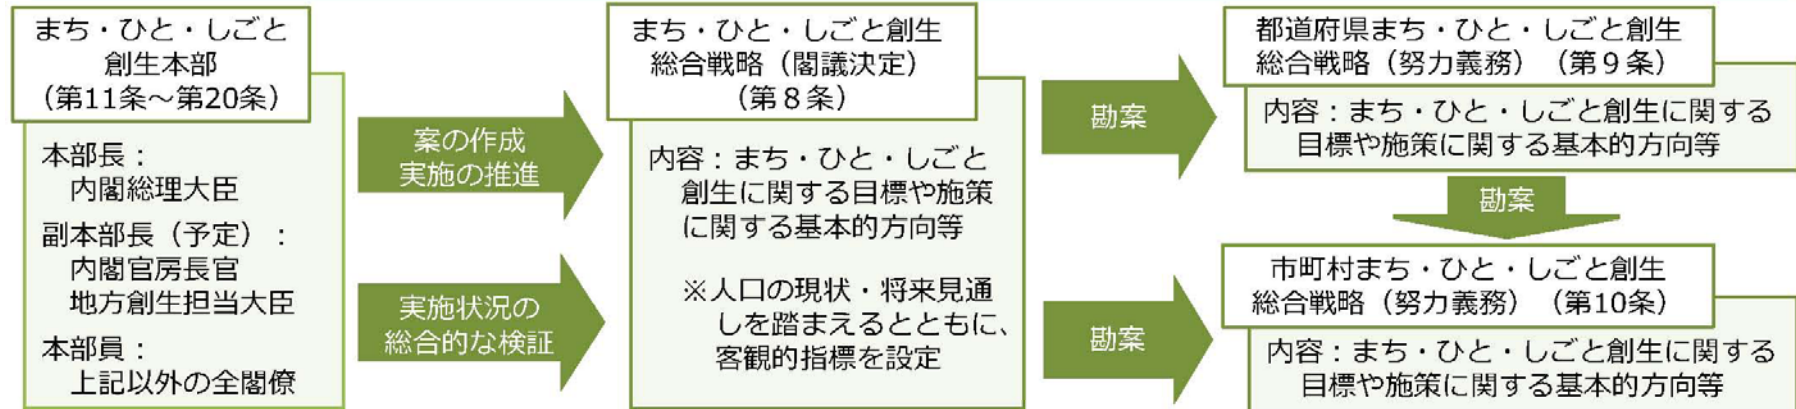 まち・ひと・しごと
創生本部
（第11条～第20条）
本部長：
内閣総理大臣
副本部長（予定）：
内閣官房長官
地方創生担当大臣
本部員：
上記以外の全閣僚
案の作成
実施の推進
実施状況の
総合的な検証
まち・ひと・しごと創生
総合戦略（閣議決定）
（第８条）
内容：まち・ひと・しごと
創生に関する目標や施策
に関する基本的方向等
※人口の現状・将来見通
しを踏まえるとともに、
客観的指標を設定
勘案
勘案
都道府県まち・ひと・しごと創生
総合戦略（努力義務）（第９条）
内容：まち・ひと・しごと創生に関する
目標や施策に関する基本的方向等
勘案
市町村まち・ひと・しごと創生
総合戦略（努力義務）（第10条）
内容：まち・ひと・しごと創生に関する
目標や施策に関する基本的方向等